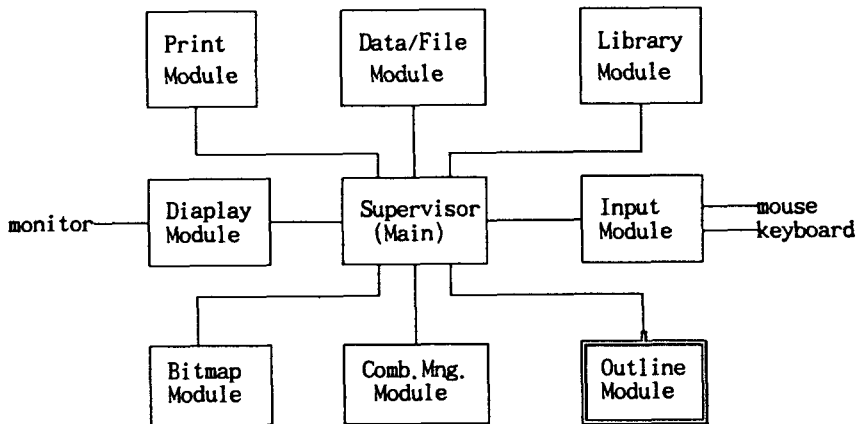 Print
Module
Data/File
Module
Library
Module
monitor
Diaplay
Module
Supervisor
(Main)
Input
Module
mouse
keyboard
Bitmap
Module
Comb.Mng.
Module
Outline
Module